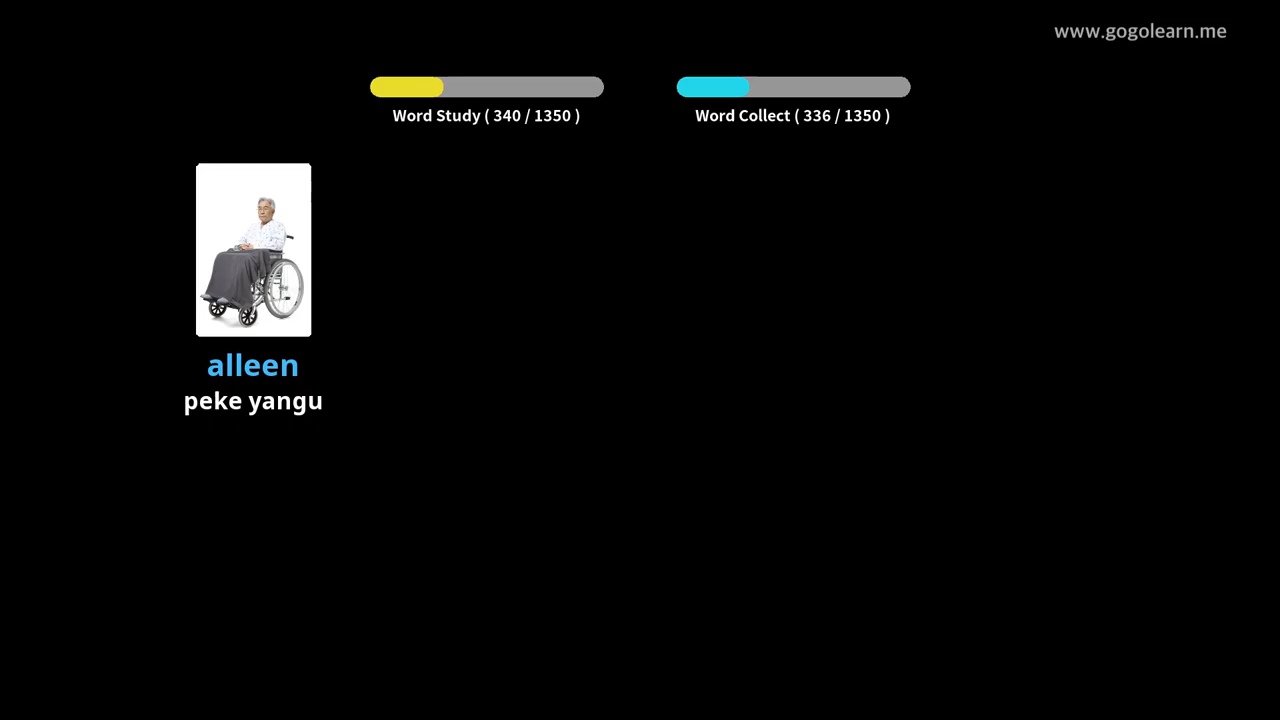 www.gogolearn.me
Word Study ( 340 / 1350 )
Word Collect ( 336 / 1350 )
alleen
peke yangu